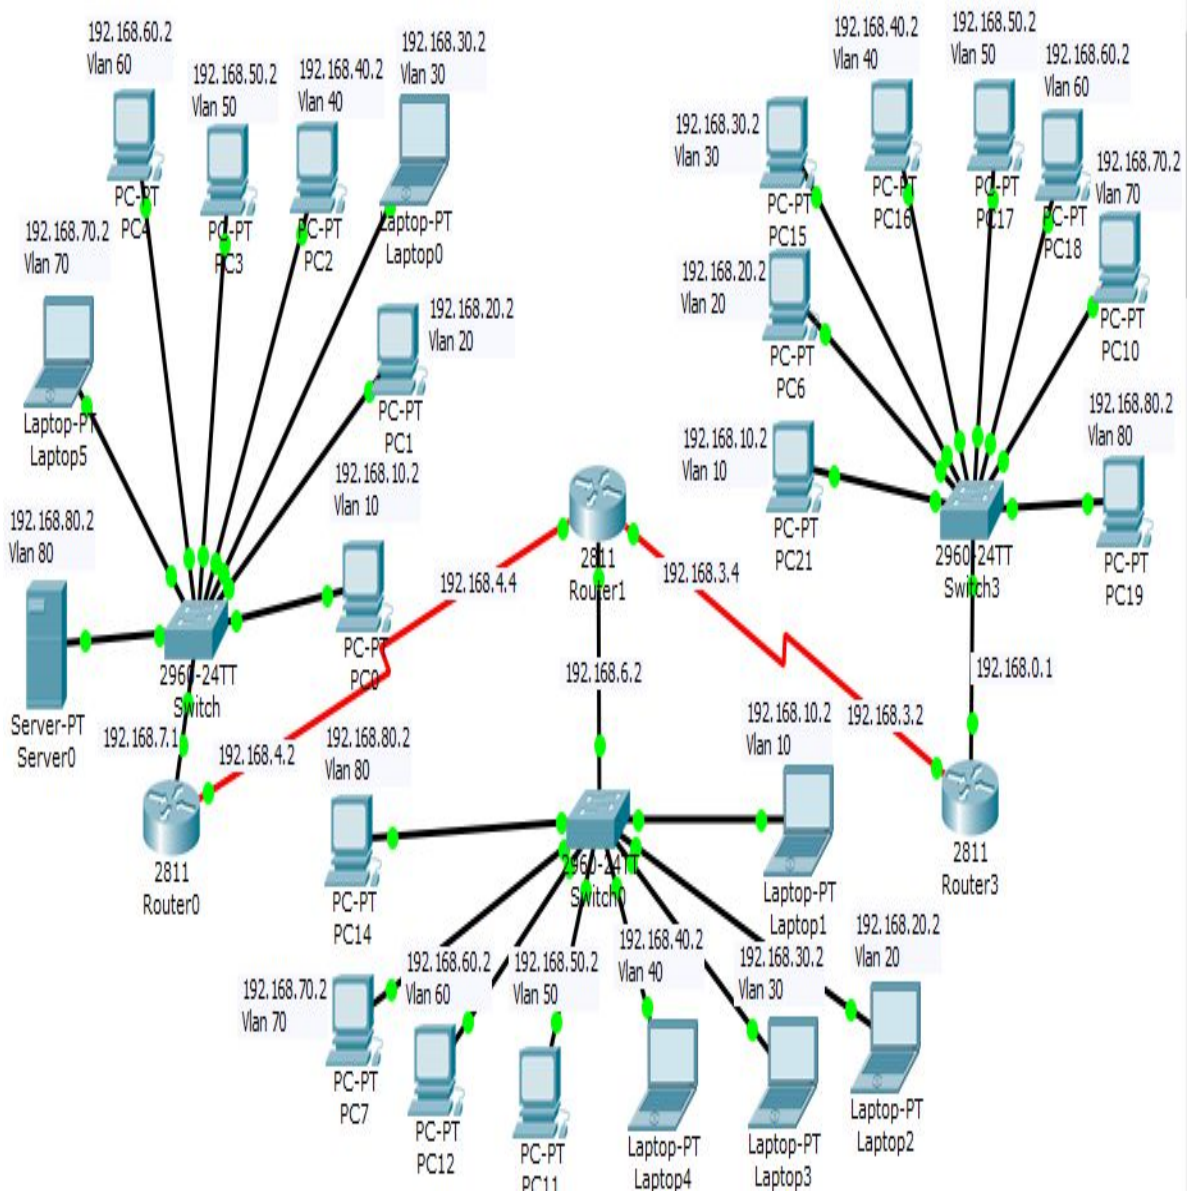 192.168.60.2
Vlan 60
192.168.50.2
Vlan 50
192.168.40.2
Vlan 40
192.168.30.2
Vlan 30
PC-PT
PC4
PC-PT
PC3
PC-PT
PC2
Laptop-PT
Laptop0
192.168.70.2
Vlan 70
Laptop-PT
Laptop5
192.168.20.2
Vlan 20
PC-PT
PC1
192.168.10.2
Vlan 10
PC-PT
PC0
192.168.80.2
Vlan 80
Server-PT
Server0
2960-24TT
Switch
192.168.7.1
192.168.4.2
2811
Router0
192.168.4.4
2811
Router1
192.168.3.4
192.168.6.2
192.168.40.2
Vlan 40
192.168.50.2
Vlan 50
192.168.60.2
Vlan 60
192.168.30.2
Vlan 30
PC-PT
PC15
PC-PT
PC16
PC-PT
PC17
PC-PT
PC18
192.168.70.2
Vlan 70
PC-PT
PC10
192.168.20.2
Vlan 20
PC-PT
PC6
192.168.10.2
Vlan 10
PC-PT
PC21
192.168.80.2
Vlan 80
PC-PT
PC19
2960-24TT
Switch3
192.168.0.1
192.168.3.2
2811
Router3
192.168.80.2
Vlan 80
PC-PT
PC14
192.168.10.2
Vlan 10
Laptop-PT
Laptop1
2960-24TT
Switch0
192.168.70.2
Vlan 70
PC-PT
PC7
192.168.60.2
Vlan 60
PC-PT
PC12
192.168.50.2
Vlan 50
PC-PT
PC11
192.168.40.2
Vlan 40
Laptop-PT
Laptop4
192.168.30.2
Vlan 30
Laptop-PT
Laptop3
192.168.20.2
Vlan 20
Laptop-PT
Laptop2